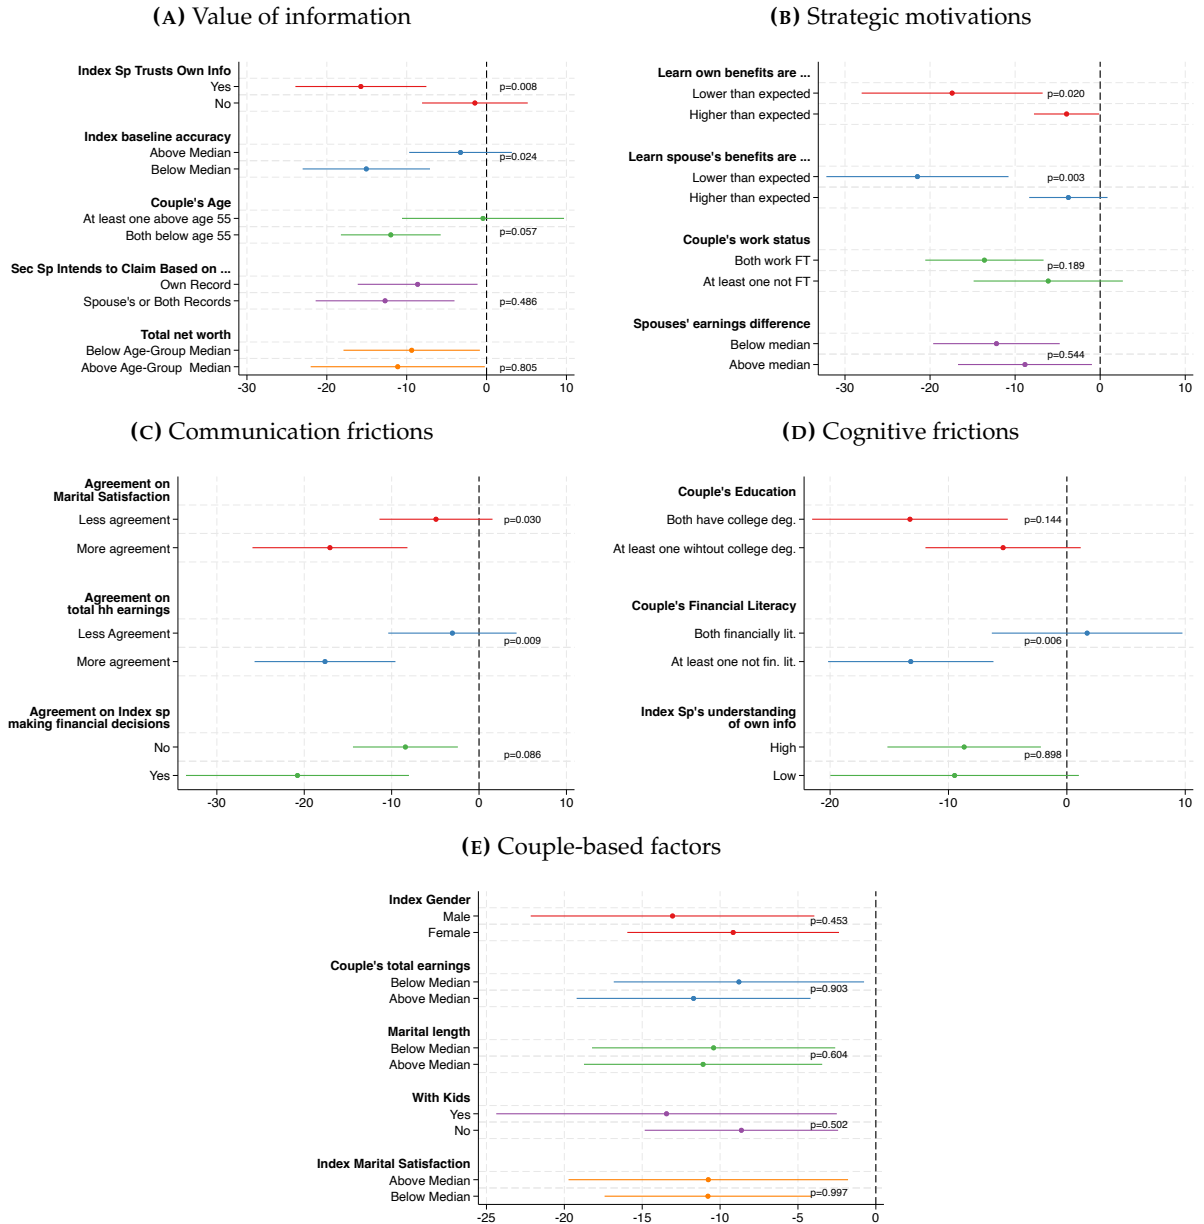 (A) Value of information
Index Sp Trusts Own Info
Yes
p=0.008
No
Index baseline accuracy
Above Median
p=0.024
Below Median
Couple's Age
At least one above age 55
p=0.057
Both below age 55
Sec Sp Intends to Claim Based on ...
Own Record
Spouse's or Both Records
p=0.486
Total net worth
Below Age-Group Median
Above Age-Group Median
p=0.805
-30 -20 -10 0 10
(B) Strategic motivations
Learn own benefits are ...
Lower than expected
p=0.020
Higher than expected
Learn spouse's benefits are ...
Lower than expected
p=0.003
Higher than expected
Couple's work status
Both work FT
p=0.189
At least one not FT
Spouses' earnings difference
Below median
p=0.544
Above median
-30 -20 -10 0 10
(C) Communication frictions
Agreement on
Marital Satisfaction
Less agreement
p=0.030
More agreement
Agreement on
total hh earnings
Less Agreement
p=0.009
More agreement
Agreement on Index sp
making financial decisions
No
p=0.086
Yes
-30 -20 -10 0 10
(D) Cognitive frictions
Couple's Education
Both have college deg.
p=0.144
At least one wihtout college deg.
Couple's Financial Literacy
Both financially lit.
p=0.006
At least one not fin. lit.
Index Sp's understanding
of own info
High
p=0.898
Low
-20 -10 0 10
(E) Couple-based factors
Index Gender
Male
p=0.453
Female
Couple's total earnings
Below Median
p=0.903
Above Median
Marital length
Below Median
p=0.604
Above Median
With Kids
Yes
p=0.502
No
Index Marital Satisfaction
Above Median
p=0.997
Below Median
-25 -20 -15 -10 -5 0